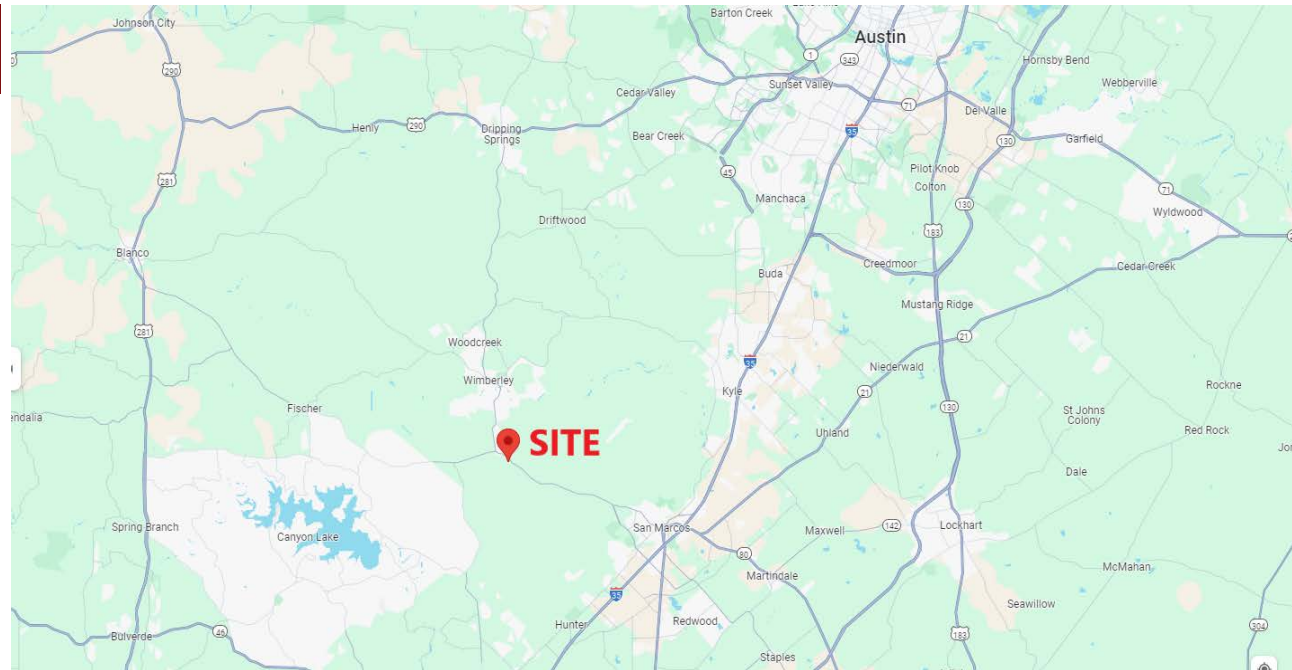 Barton Creek
Johnson City
Austin
1
343
Hornsby Bend
290
290
Sunset Valley
Webberville
Cedar Valley
71
Del Valle
Henly
290
Dripping
Springs
35
Bear Creek
130
Garfield
45
Pilot Knob
Colton
281
71
Manchaca
130
Wyldwood
Driftwood
183
Blanco
Creedmoor
Cedar Creek
Buda
Mustang Ridge
281
21
Woodcreek
35
Niederwald
Wimberley
Kyle
21
Rockne
Fischer
130
endalia
St Johns
Colony
Uhland
Red Rock
SITE
Dale
Spring Branch
San Marcos
Maxwell
142
Lockhart
Canyon Lake
80
McMahan
Martindale
35
Seawillow
Hunter
Redwood
304
Bulverde
46
183
Staples